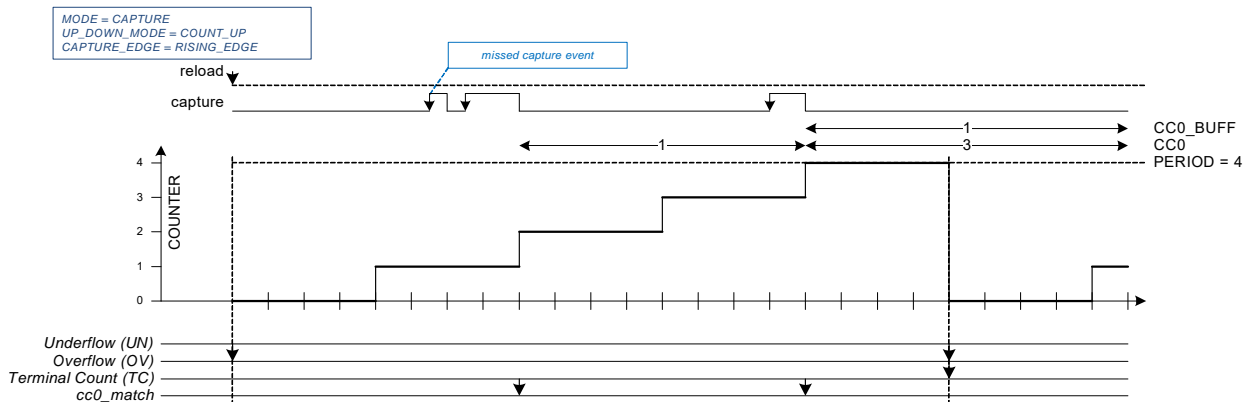 MODE = CAPTURE
UP_DOWN_MODE = COUNT_UP
CAPTURE_EDGE = RISING_EDGE
missed capture event
reload
capture
1 CC0_BUFF
1 3 CC0
PERIOD = 4
4
3
2
1
0
COUNTER
Underflow (UN)
Overflow (OV)
Terminal Count (TC)
cc0_match